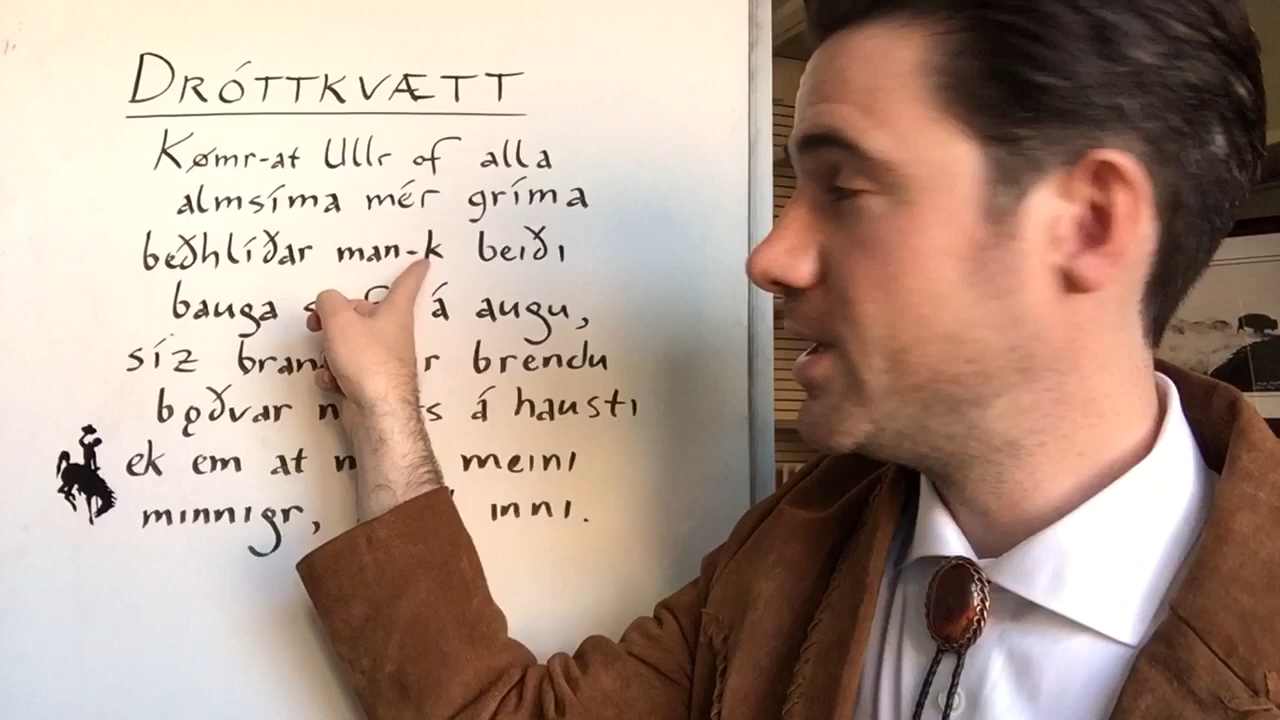 DRÓTTKVÆTT
Kømr-at Ullr of alla
almsíma mér gríma
beðhlíðar man-k beiði
bauga á augu,
síz brendu
bǫðvar á hausti
ek em at meini
minnigr, inni.